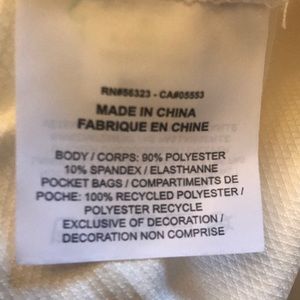 RN#56323 - CA#05553
MADE IN CHINA
FABRIQUE EN CHINE
BODY / CORPS: 90% POLYESTER
10% SPANDEX / ELASTHANNE
POCKET BAGS / COMPARTIMENTS DE
POCHE: 100% RECYCLED POLYESTER /
POLYESTER RECYCLE
EXCLUSIVE OF DECORATION /
DECORATION NON COMPRISE